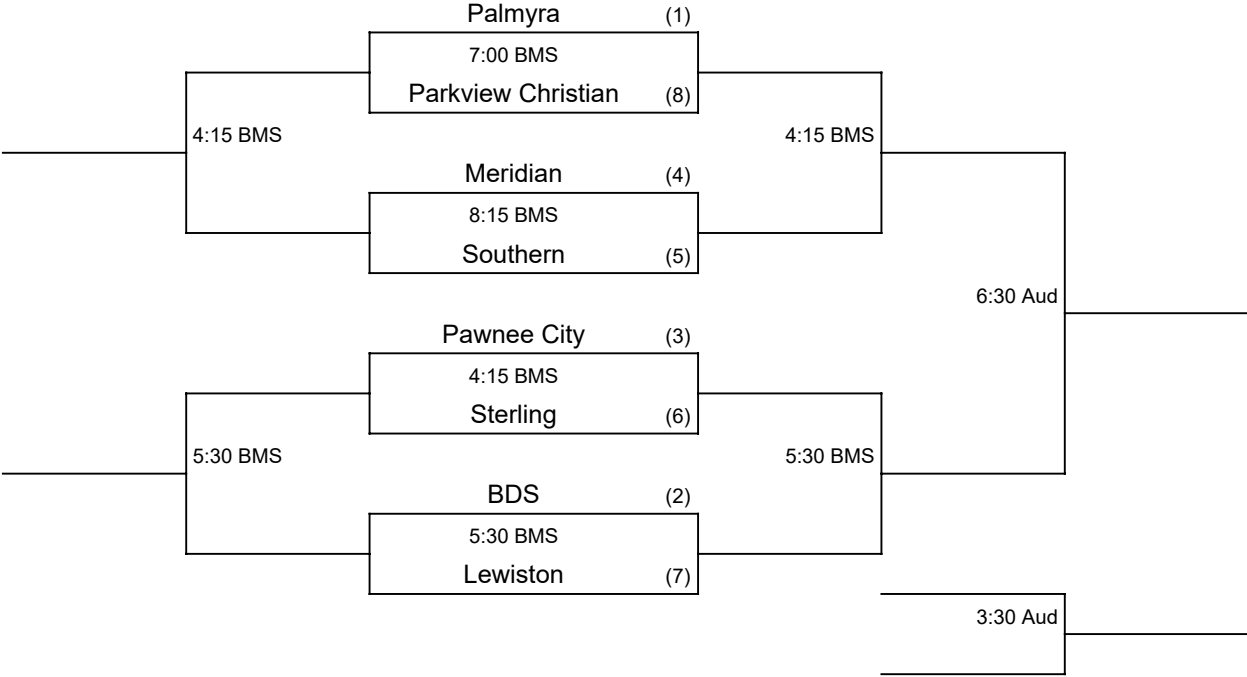 Palmyra (1)
7:00 BMS
Parkview Christian (8)
4:15 BMS 4:15 BMS
Meridian (4)
8:15 BMS
Southern (5)
6:30 Aud
Pawnee City (3)
4:15 BMS
Sterling (6)
5:30 BMS 5:30 BMS
BDS (2)
5:30 BMS
Lewiston (7)
3:30 Aud